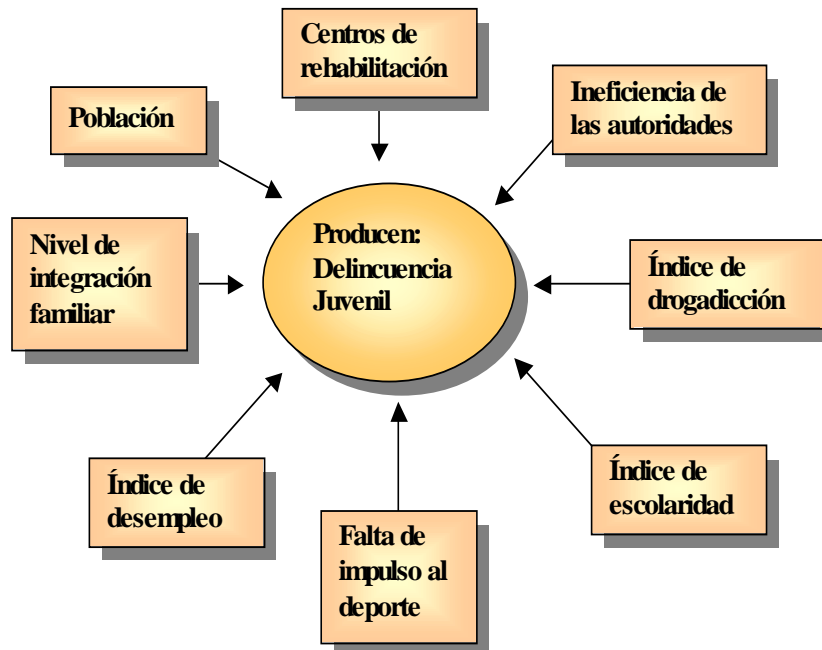 Centros de
rehabilitación
Ineficiencia de
las autoridades
Población
Nivel de
integración
familiar
Producen:
Delincuencia
Juvenil
Índice de
drogadicción
Índice de
desempleo
Falta de
impulso al
deporte
Índice de
escolaridad